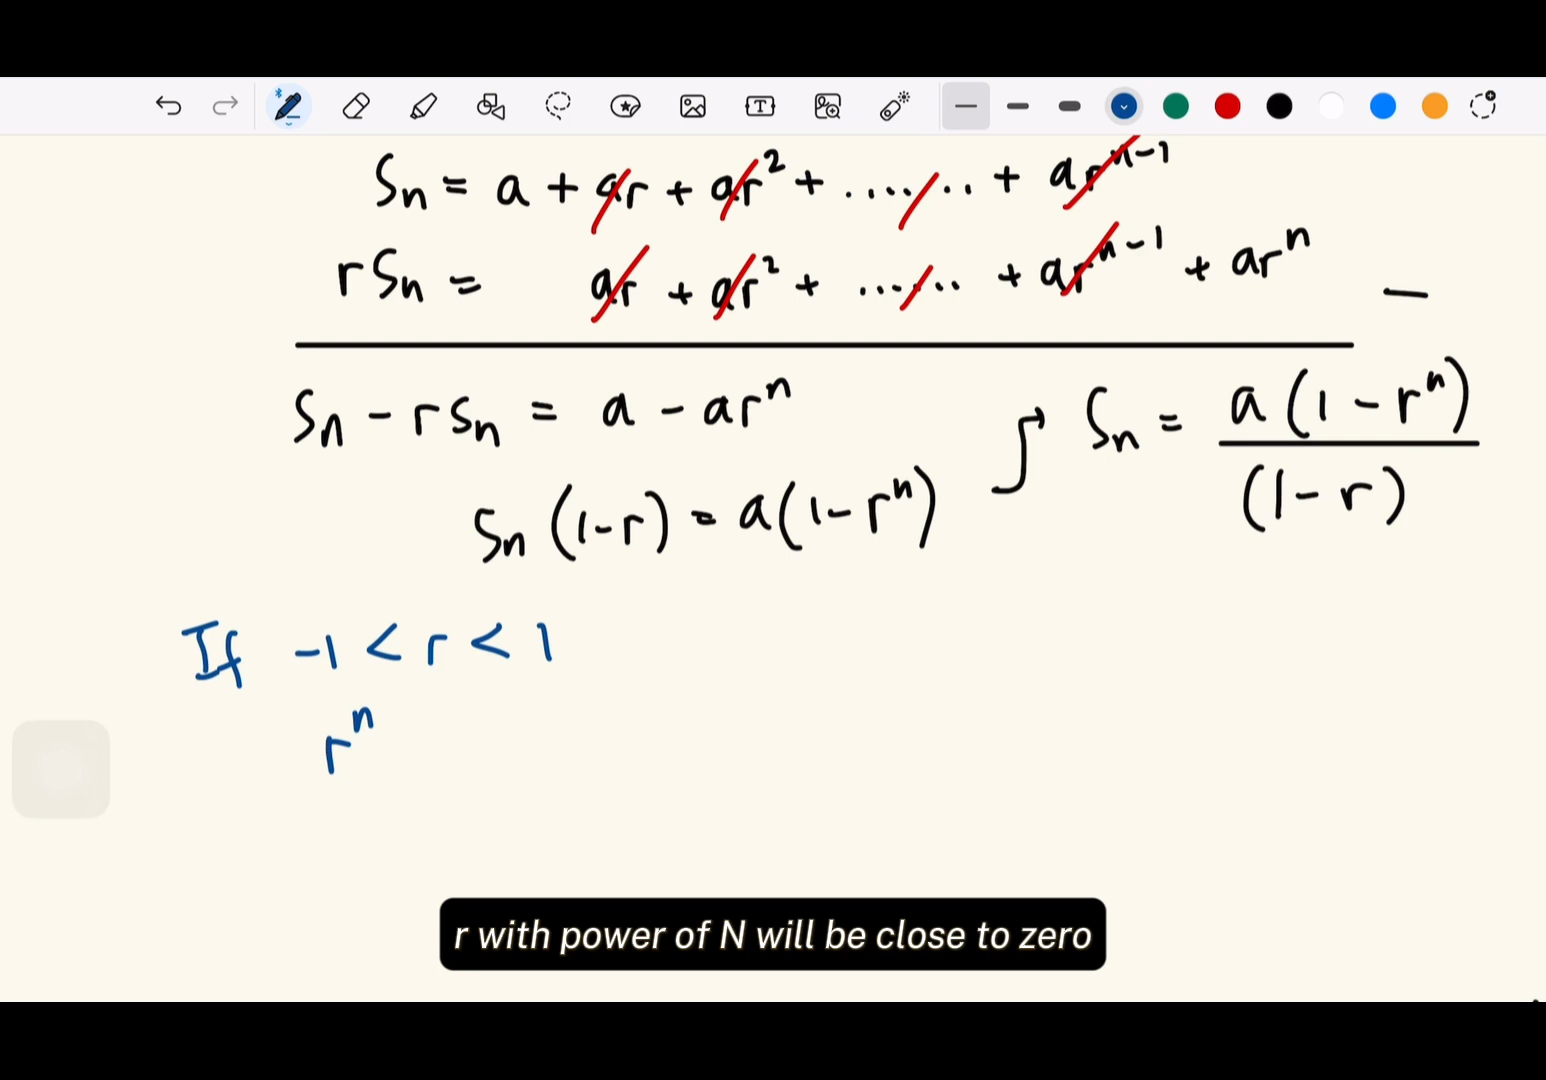 Sn = a + ar + ar² + ....... + arⁿ⁻¹
rSn = ar + ar² + ...... + arⁿ⁻¹ + arⁿ −
Sn − rSn = a − arⁿ
Sn (1−r) = a(1−rⁿ)
Sn = a(1−rⁿ) / (1−r)
If −1 < r < 1
rⁿ
r with power of N will be close to zero